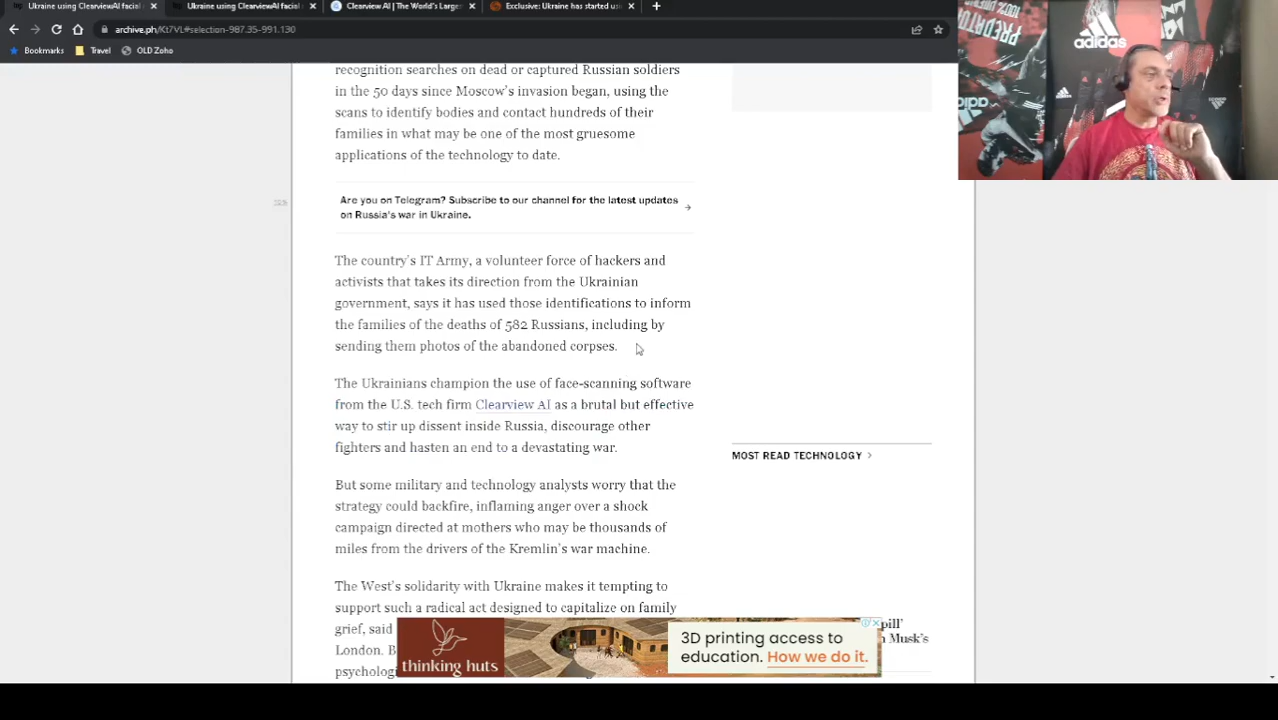 Ukraine using ClearviewAI facial
Ukraine using ClearviewAI facial
Clearview AI | The World's Larges
Exclusive: Ukraine has started usi
archive.ph/Kt7VL#selection-987.35-991.130
Bookmarks
Travel
OLD Zoho
100% UNFAIR
PREDATOR
adidas
recognition searches on dead or captured Russian soldiers
in the 50 days since Moscow's invasion began, using the
scans to identify bodies and contact hundreds of their
families in what may be one of the most gruesome
applications of the technology to date.
Are you on Telegram? Subscribe to our channel for the latest updates
on Russia's war in Ukraine.
The country's IT Army, a volunteer force of hackers and
activists that takes its direction from the Ukrainian
government, says it has used those identifications to inform
the families of the deaths of 582 Russians, including by
sending them photos of the abandoned corpses.
The Ukrainians champion the use of face-scanning software
from the U.S. tech firm Clearview AI as a brutal but effective
way to stir up dissent inside Russia, discourage other
fighters and hasten an end to a devastating war.
MOST READ TECHNOLOGY
But some military and technology analysts worry that the
strategy could backfire, inflaming anger over a shock
campaign directed at mothers who may be thousands of
miles from the drivers of the Kremlin's war machine.
The West's solidarity with Ukraine makes it tempting to
support such a radical act designed to capitalize on family
grief, said
London. B
psychologi
thinking huts
3D printing access to
education. How we do it.
pill'
n Musk's